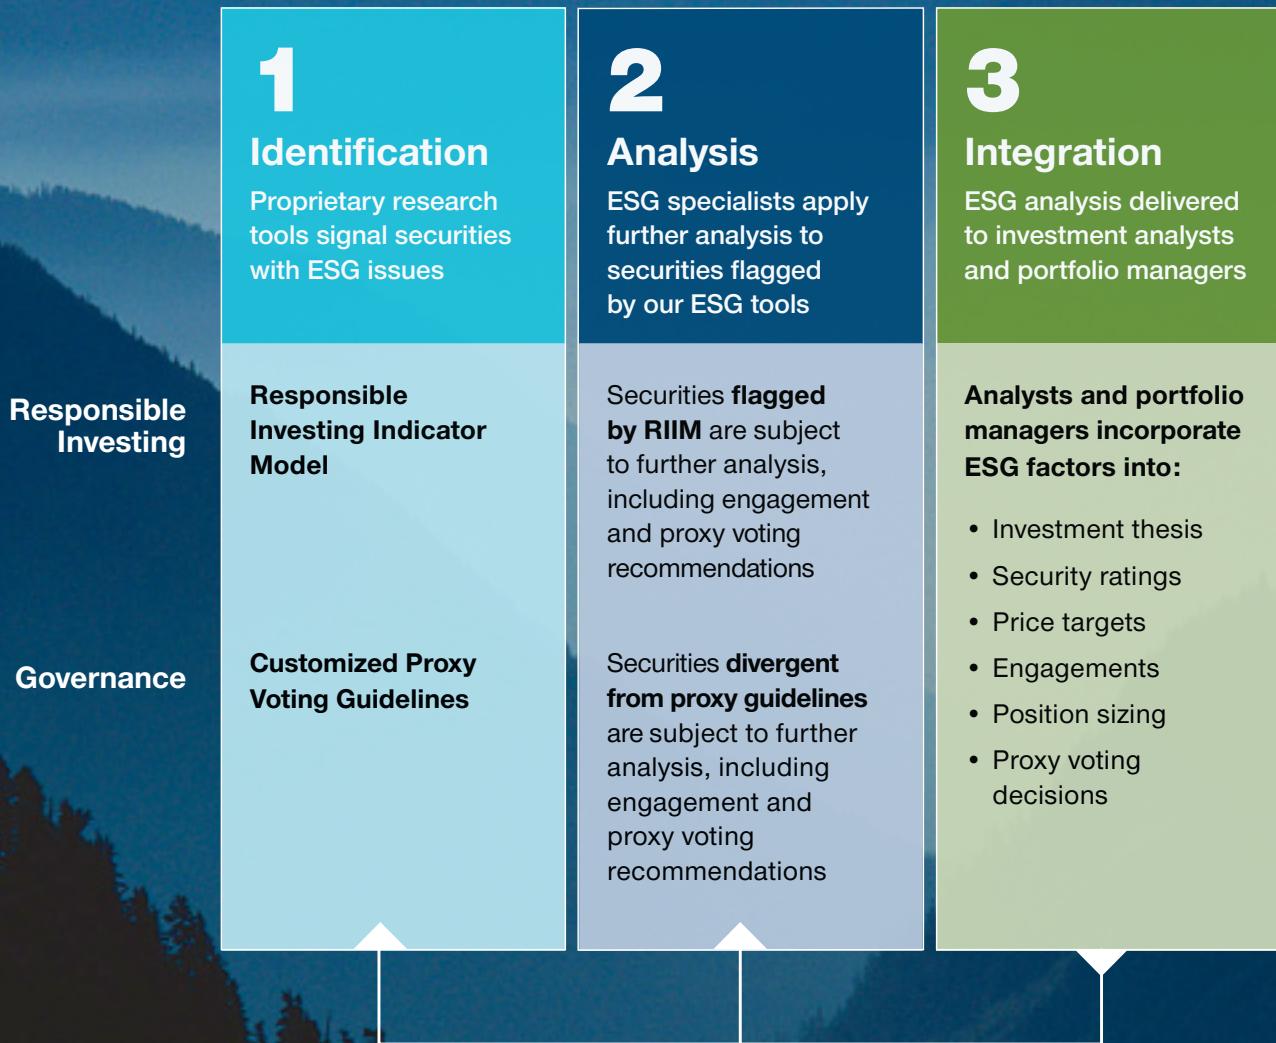 1
Identification
Proprietary research
tools signal securities
with ESG issues
2
Analysis
ESG specialists apply
further analysis to
securities flagged
by our ESG tools
3
Integration
ESG analysis delivered
to investment analysts
and portfolio managers
Responsible
Investing
Responsible
Investing Indicator
Model
Securities flagged
by RIIM are subject
to further analysis,
including engagement
and proxy voting
recommendations
Governance
Customized Proxy
Voting Guidelines
Securities divergent
from proxy guidelines
are subject to further
analysis, including
engagement and
proxy voting
recommendations
Analysts and portfolio
managers incorporate
ESG factors into:
• Investment thesis
• Security ratings
• Price targets
• Engagements
• Position sizing
• Proxy voting
decisions